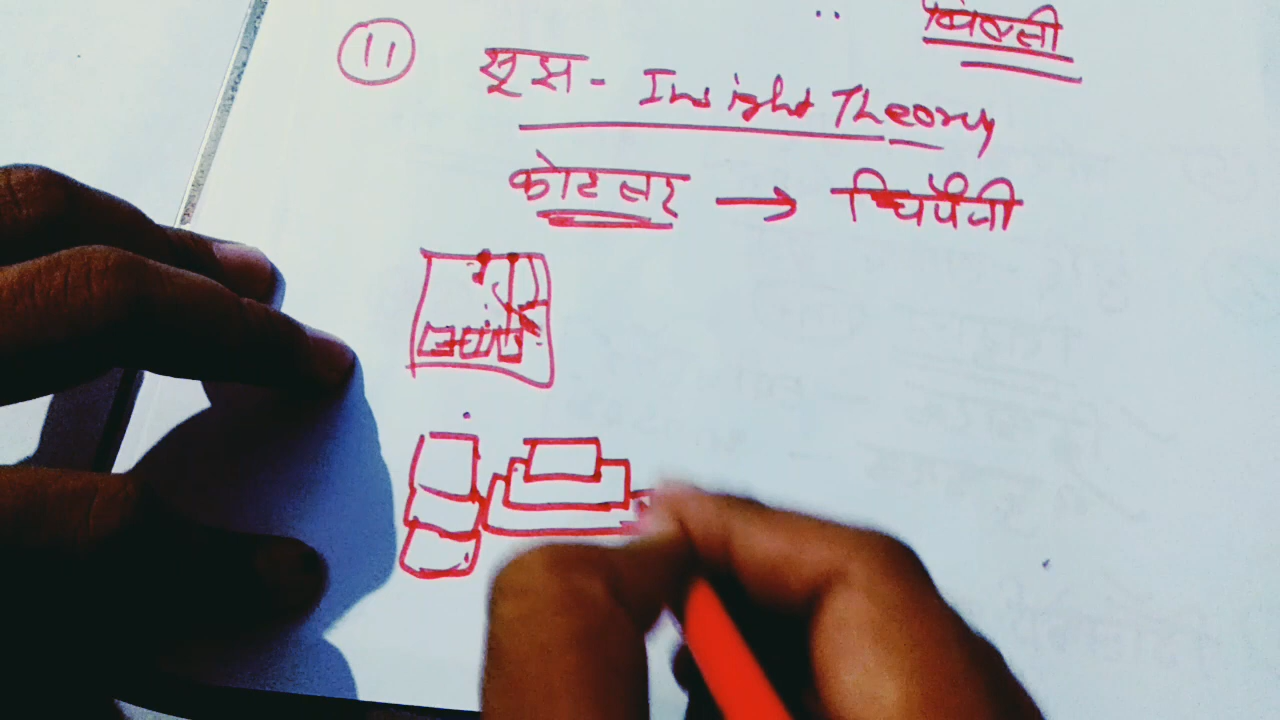 बिल्ली
11 सूझ - Insight Theory
कोहलर → चिपैंजी